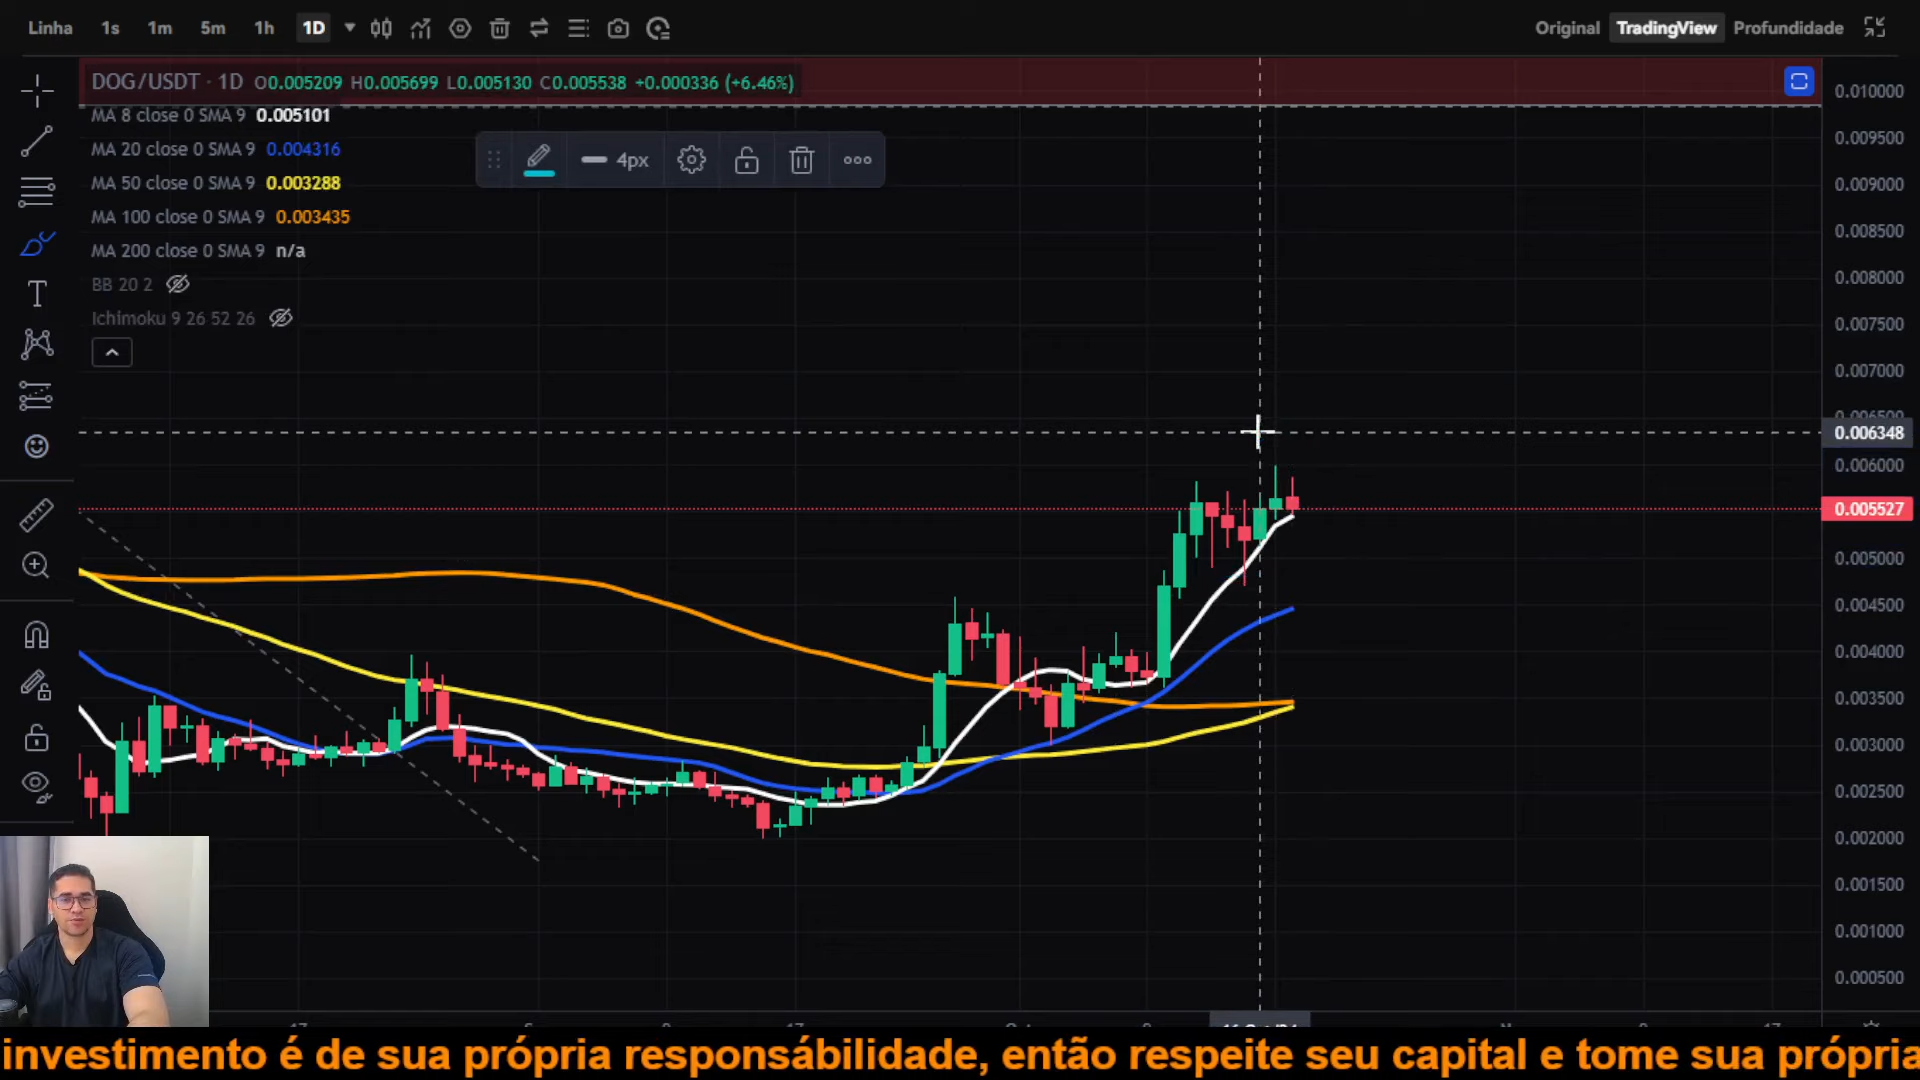 Linha 1s 1m 5m 1h 1D
Original TradingView Profundidade
DOG/USDT · 1D O0.005209 H0.005699 L0.005130 C0.005538 +0.000336 (+6.46%)
MA 8 close 0 SMA 9 0.005101
MA 20 close 0 SMA 9 0.004316
MA 50 close 0 SMA 9 0.003288
MA 100 close 0 SMA 9 0.003435
MA 200 close 0 SMA 9 n/a
BB 20 2
Ichimoku 9 26 52 26
4px
0.010000
0.009500
0.009000
0.008500
0.008000
0.007500
0.007000
0.006500
0.006348
0.006000
0.005527
0.005000
0.004500
0.004000
0.003500
0.003000
0.002500
0.002000
0.001500
0.001000
0.000500
investimento é de sua própria responsábilidade, então respeite seu capital e tome sua própria